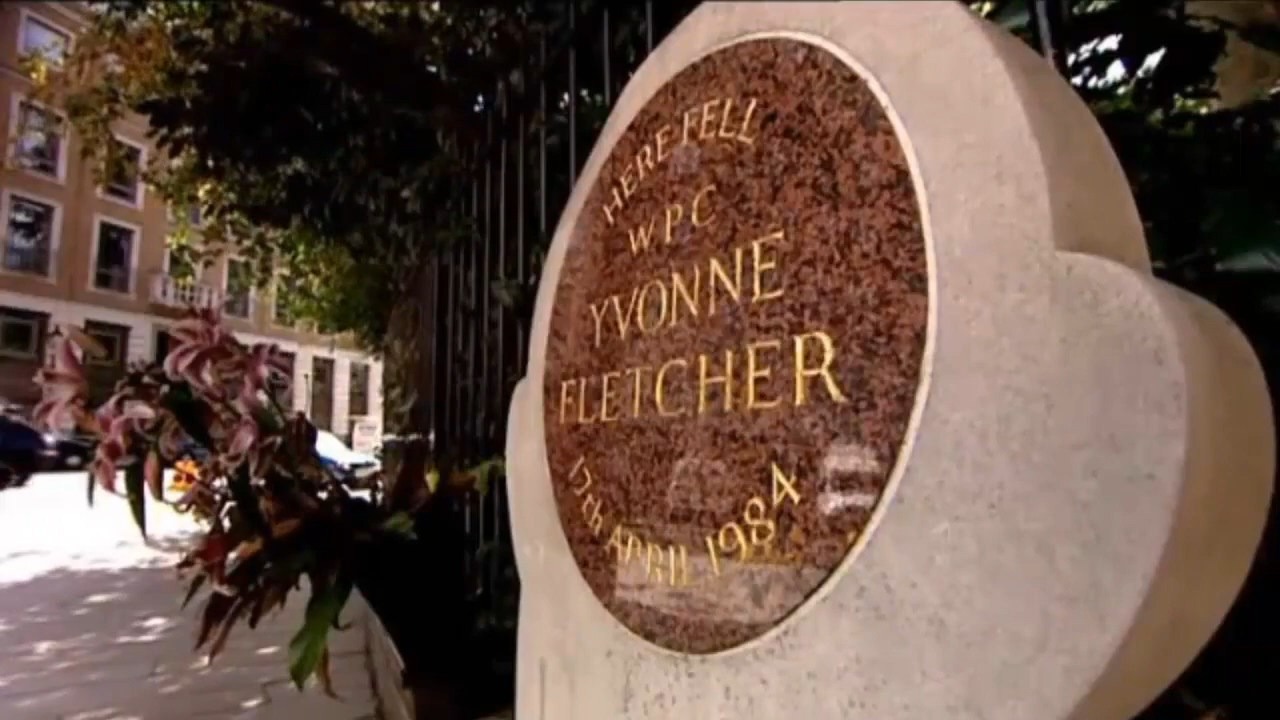 HERE FELL
WPC
YVONNE
FLETCHER
17th APRIL 1984